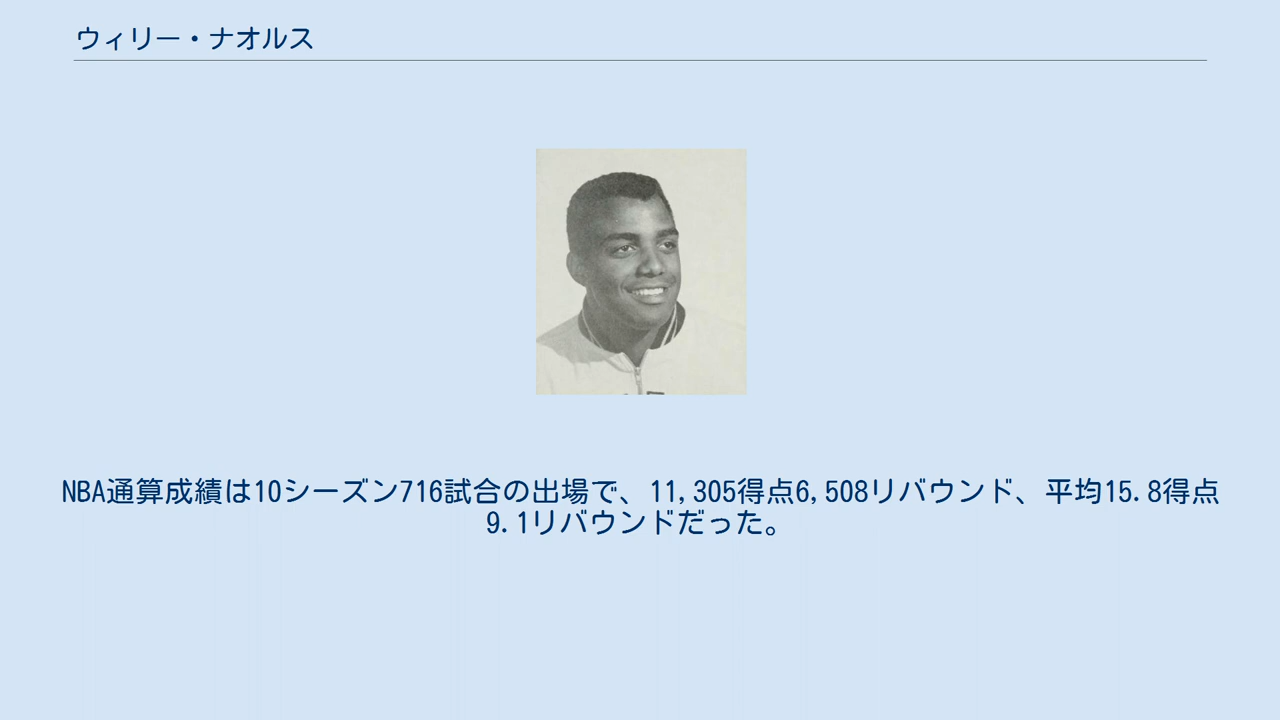 ウィリー・ナオルス
NBA通算成績は10シーズン716試合の出場で、11,305得点6,508リバウンド、平均15.8得点
9.1リバウンドだった。